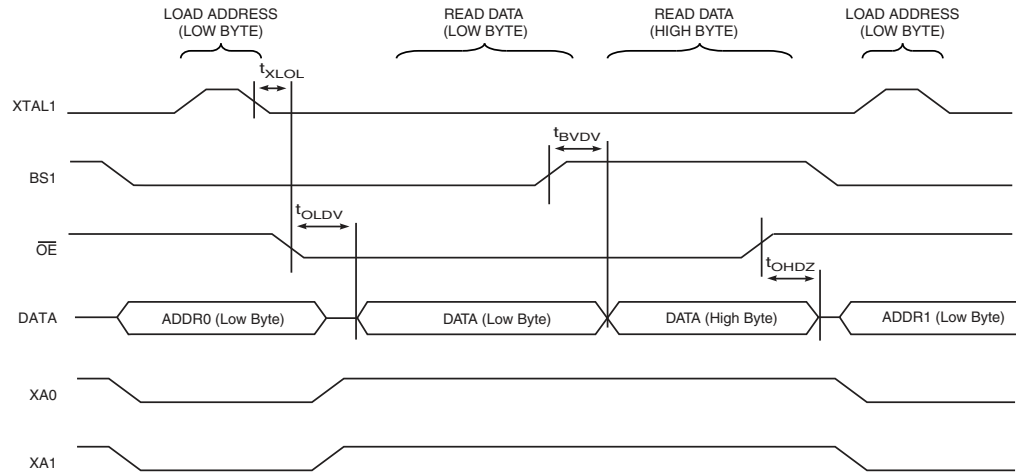 LOAD ADDRESS
(LOW BYTE)
READ DATA
(LOW BYTE)
READ DATA
(HIGH BYTE)
LOAD ADDRESS
(LOW BYTE)
tXLOL
XTAL1
tBVDV
BS1
tOLDV
OE
tOHDZ
DATA
ADDR0 (Low Byte)
DATA (Low Byte)
DATA (High Byte)
ADDR1 (Low Byte)
XA0
XA1